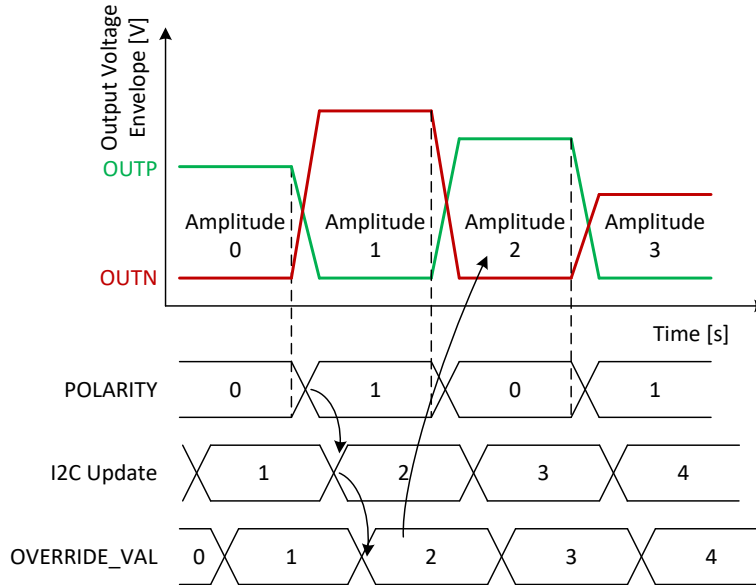 Output Voltage
Envelope [V]
OUTP
OUTN
Amplitude
0
Amplitude
1
Amplitude
2
Amplitude
3
Time [s]
POLARITY
0
1
0
1
I2C Update
1
2
3
4
OVERRIDE_VAL
0
1
2
3
4